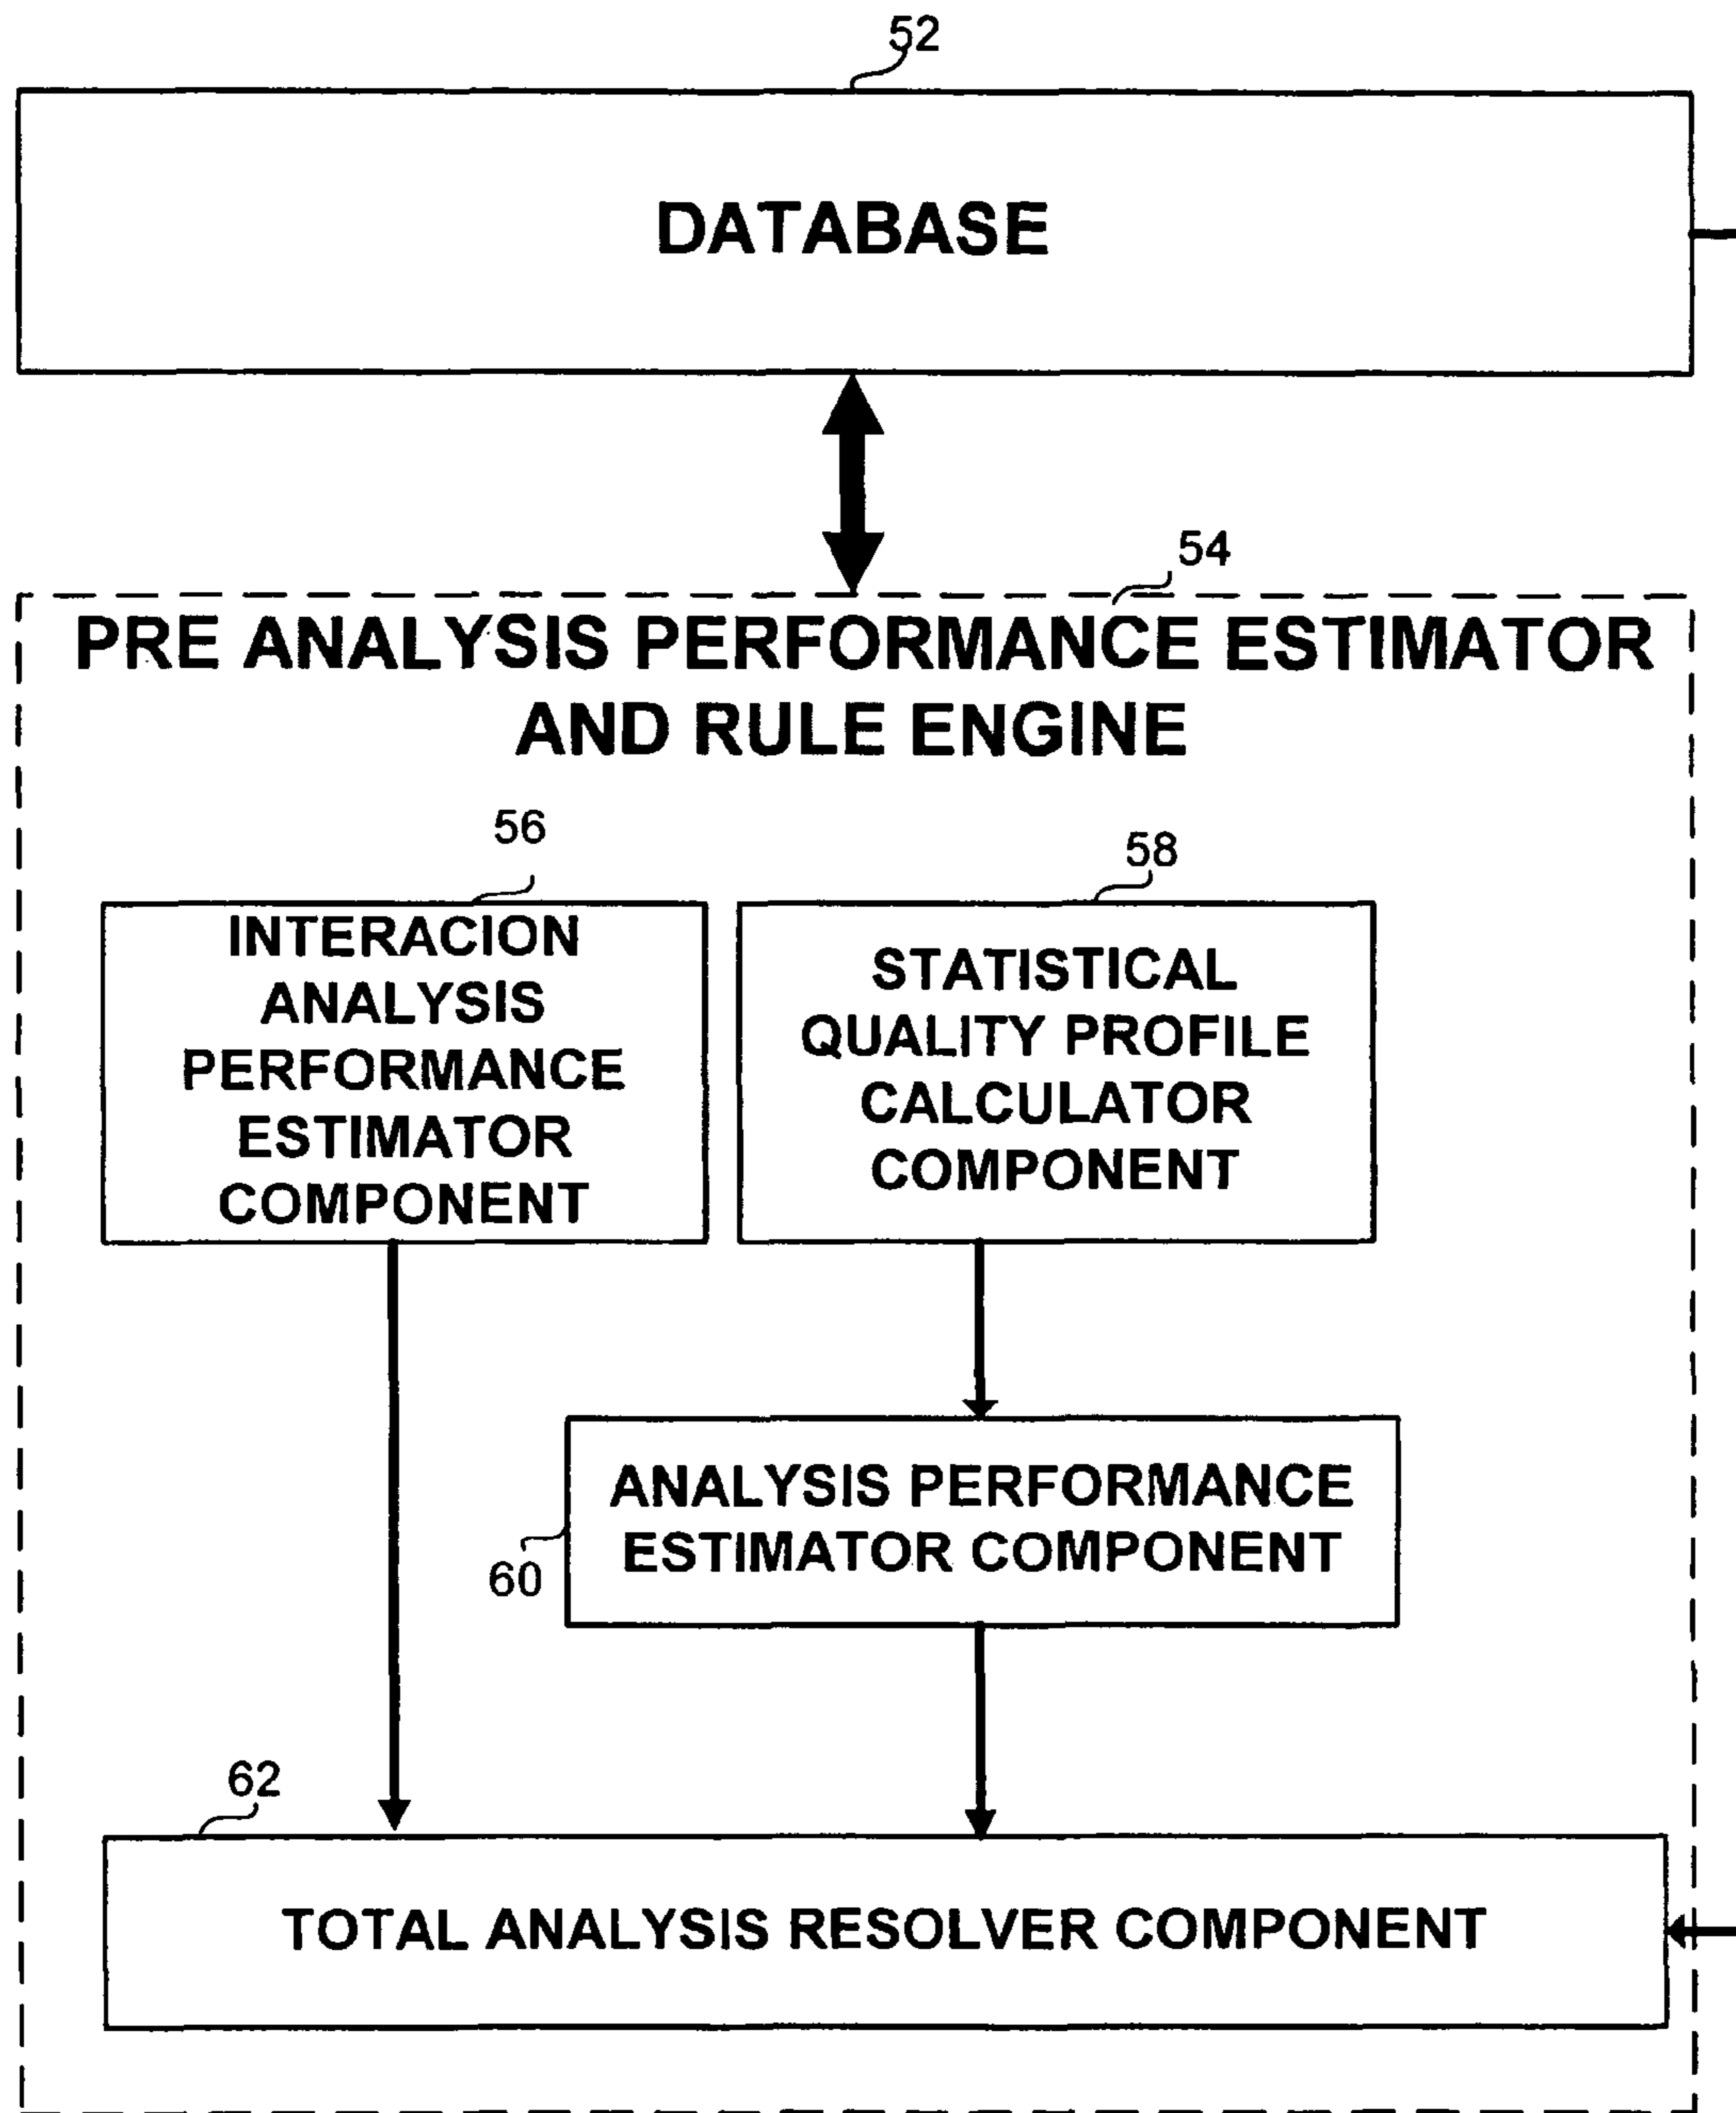 52
DATABASE
54
PRE ANALYSIS PERFORMANCE ESTIMATOR
AND RULE ENGINE
56
INTERACION
ANALYSIS
PERFORMANCE
ESTIMATOR
COMPONENT
58
STATISTICAL
QUALITY PROFILE
CALCULATOR
COMPONENT
ANALYSIS PERFORMANCE
ESTIMATOR COMPONENT
60
62
TOTAL ANALYSIS RESOLVER COMPONENT